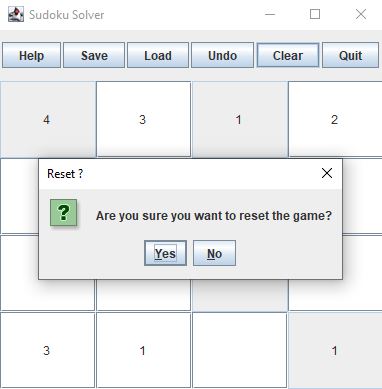 Sudoku Solver
Help Save Load Undo Clear Quit
4 3 1 2
Reset ?
Are you sure you want to reset the game?
Yes No
3 1 1